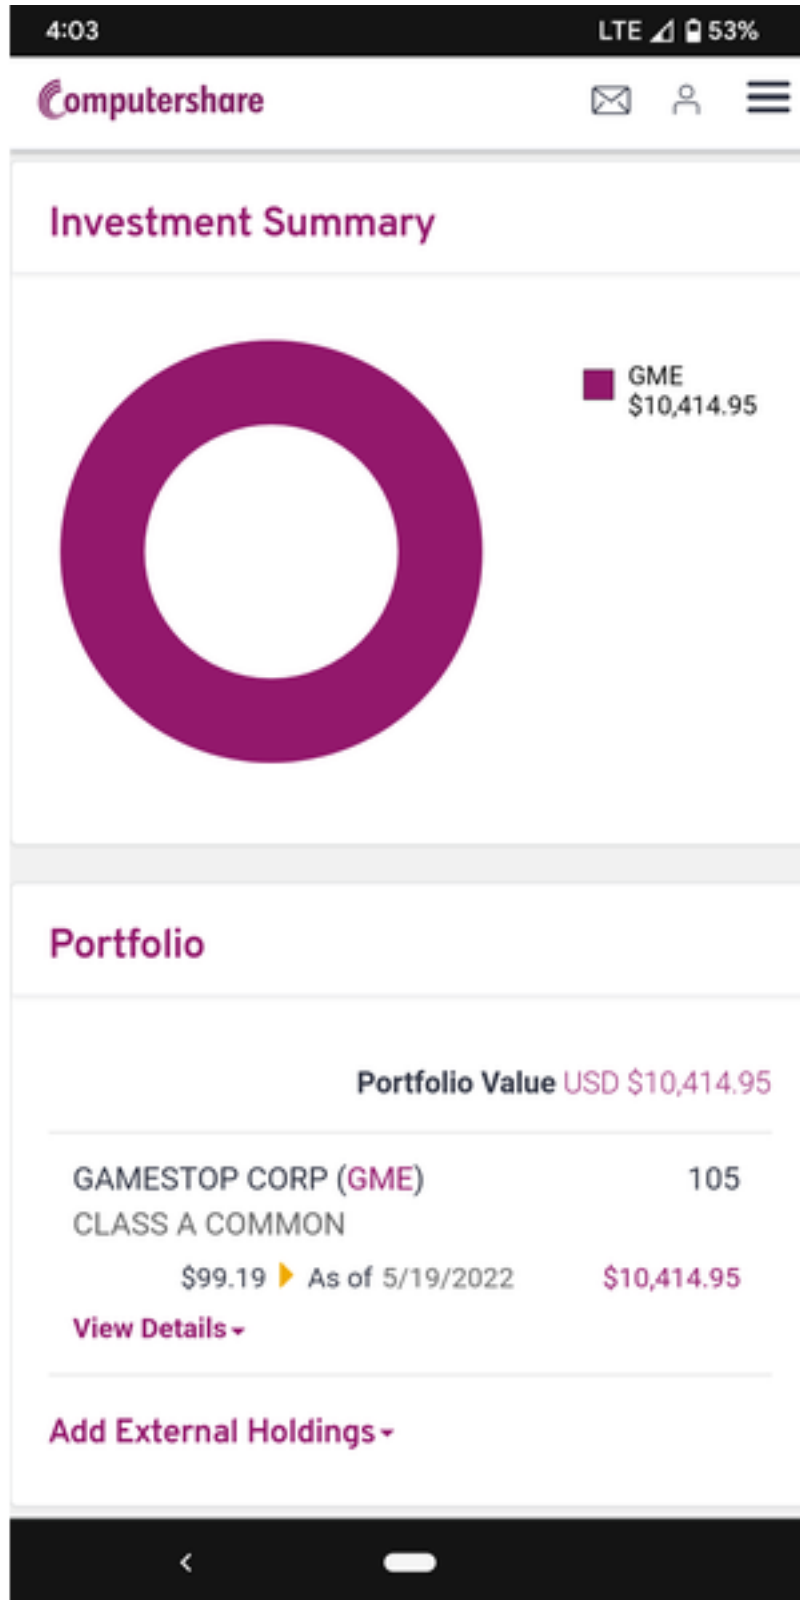 4:03 LTE 53%
Computershare
Investment Summary
GME
$10,414.95
Portfolio
Portfolio Value USD $10,414.95
GAMESTOP CORP (GME) 105
CLASS A COMMON
$99.19 As of 5/19/2022 $10,414.95
View Details
Add External Holdings